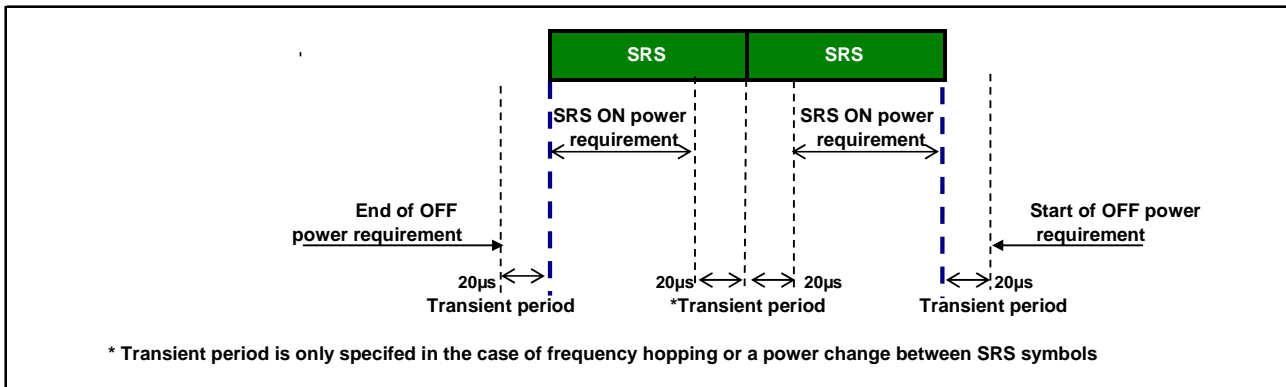 SRS SRS
SRS ON power requirement
SRS ON power requirement
End of OFF power requirement
Start of OFF power requirement
20µs 20µs 20µs 20µs
Transient period *Transient period Transient period
* Transient period is only specifed in the case of frequency hopping or a power change between SRS symbols